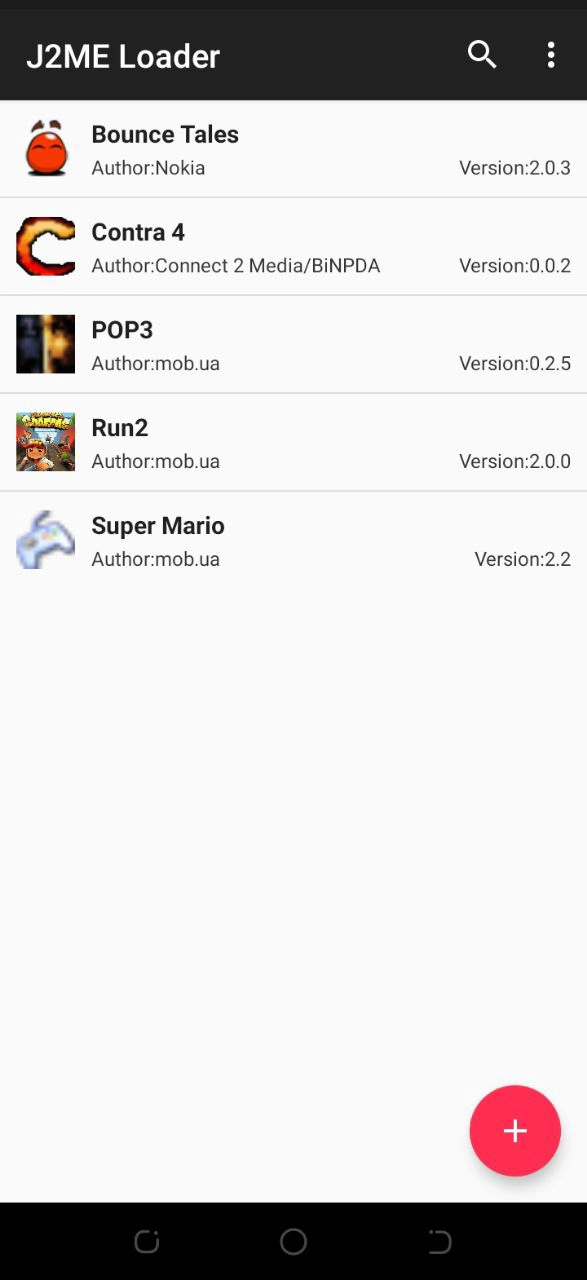 J2ME Loader
Bounce Tales
Author:Nokia Version:2.0.3
Contra 4
Author:Connect 2 Media/BiNPDA Version:0.0.2
POP3
Author:mob.ua Version:0.2.5
Run2
Author:mob.ua Version:2.0.0
Super Mario
Author:mob.ua Version:2.2